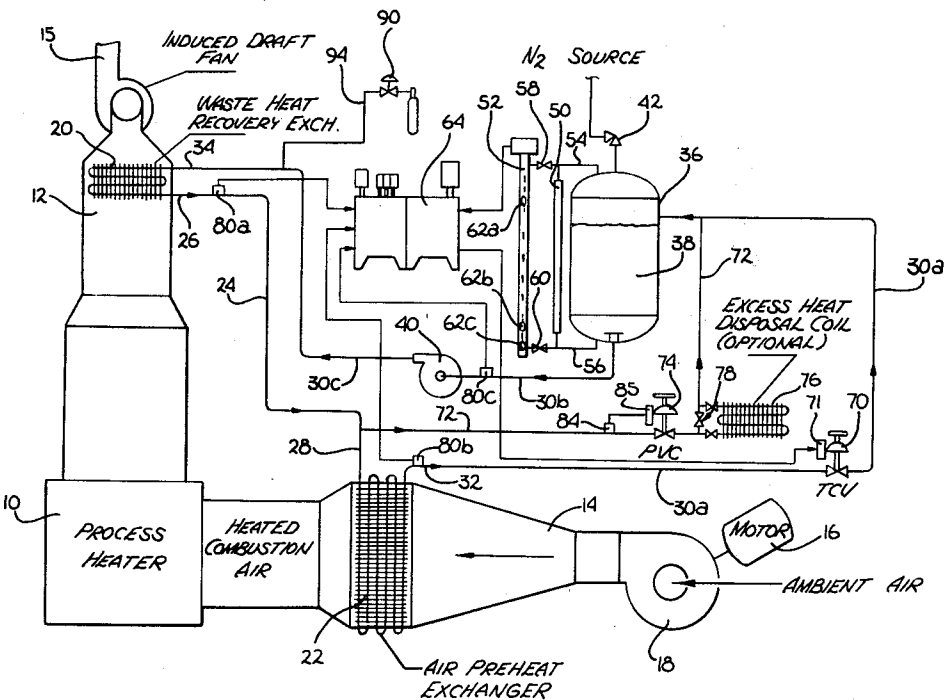 15
INDUCED DRAFT
FAN
90
94
N2 SOURCE
WASTE HEAT
RECOVERY EXCH.
20
34
64
52
58
50
54
42
36
12
26
80a
62a
38
72
30a
24
62b
60
62c
EXCESS HEAT
DISPOSAL COIL
(OPTIONAL)
40
30c
80c
30b
56
74
85
78
76
71
70
72
84
PVC
28
80b
32
30a
TCV
10
PROCESS
HEATER
HEATED
COMBUSTION
AIR
14
MOTOR
16
AMBIENT AIR
22
18
AIR PREHEAT
EXCHANGER